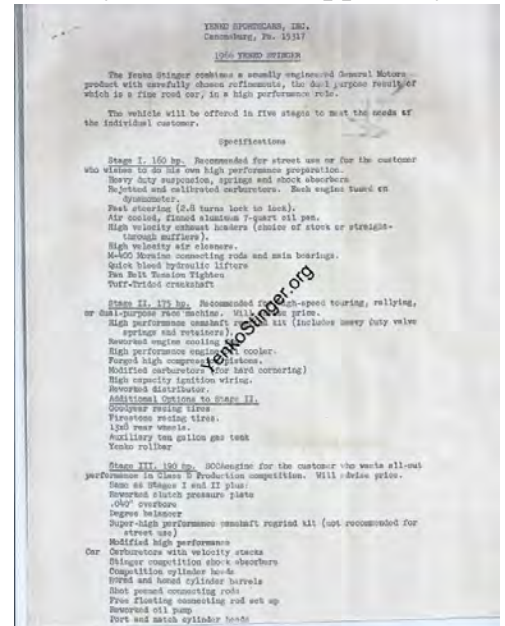 YENKO SPORTSCARS, INC.
Canonsburg, Pa. 15317
1966 YENKO STINGER
The Yenko Stinger combines a soundly engineered General Motors
product with carefully chosen refinements, the dual purpose result of
which is a fine road car, in a high performance role.
The vehicle will be offered in five stages to meet the needs of
the individual customer.
Specifications
Stage I. 160 hp. Recommended for street use or for the customer
who wishes to do his own high performance preparation.
Heavy duty suspension, springs and shock absorbers
Rejetted and calibrated carburetors. Each engine tuned on
dynamometer.
Fast steering (2.8 turns lock to lock).
Air cooled, finned aluminum 7-quart oil pan.
High velocity exhaust headers (choice of stock or straight-
through mufflers).
High velocity air cleaners.
M-400 Moraine connecting rods and main bearings.
Quick bleed hydraulic lifters
Fan Belt Tension Tighten
Tuff-Trided crankshaft
Stage II. 175 hp. Recommended for high-speed touring, rallying,
or dual-purpose race machine. Will price.
High performance camshaft kit (includes heavy duty valve
springs and retainers).
Reworked engine cooling
High performance engine cooler.
Forged high compression pistons.
Modified carburetors (for hard cornering)
High capacity ignition wiring.
Reworked distributor.
Additional Options to Stage II.
Goodyear racing tires
Firestone racing tires.
13x6 rear wheels.
Auxiliary ten gallon gas tank
Yenko rollbar
YenkoStinger.org
Stage III. 190 hp. SCCAengine for the customer who wants all-out
performance in Class D Production competition. Will advise price.
Same as Stages I and II plus:
Reworked clutch pressure plate
.040" overbore
Degree balancer
Super-high performance camshaft regrind kit (not recommended for
street use)
Modified high performance
Car Carburetors with velocity stacks
Stinger competition shock absorbers
Competition cylinder heads
Bored and honed cylinder barrels
Shot peened connecting rods
Free floating connecting rod set up
Reworked oil pump
Port and match cylinder heads